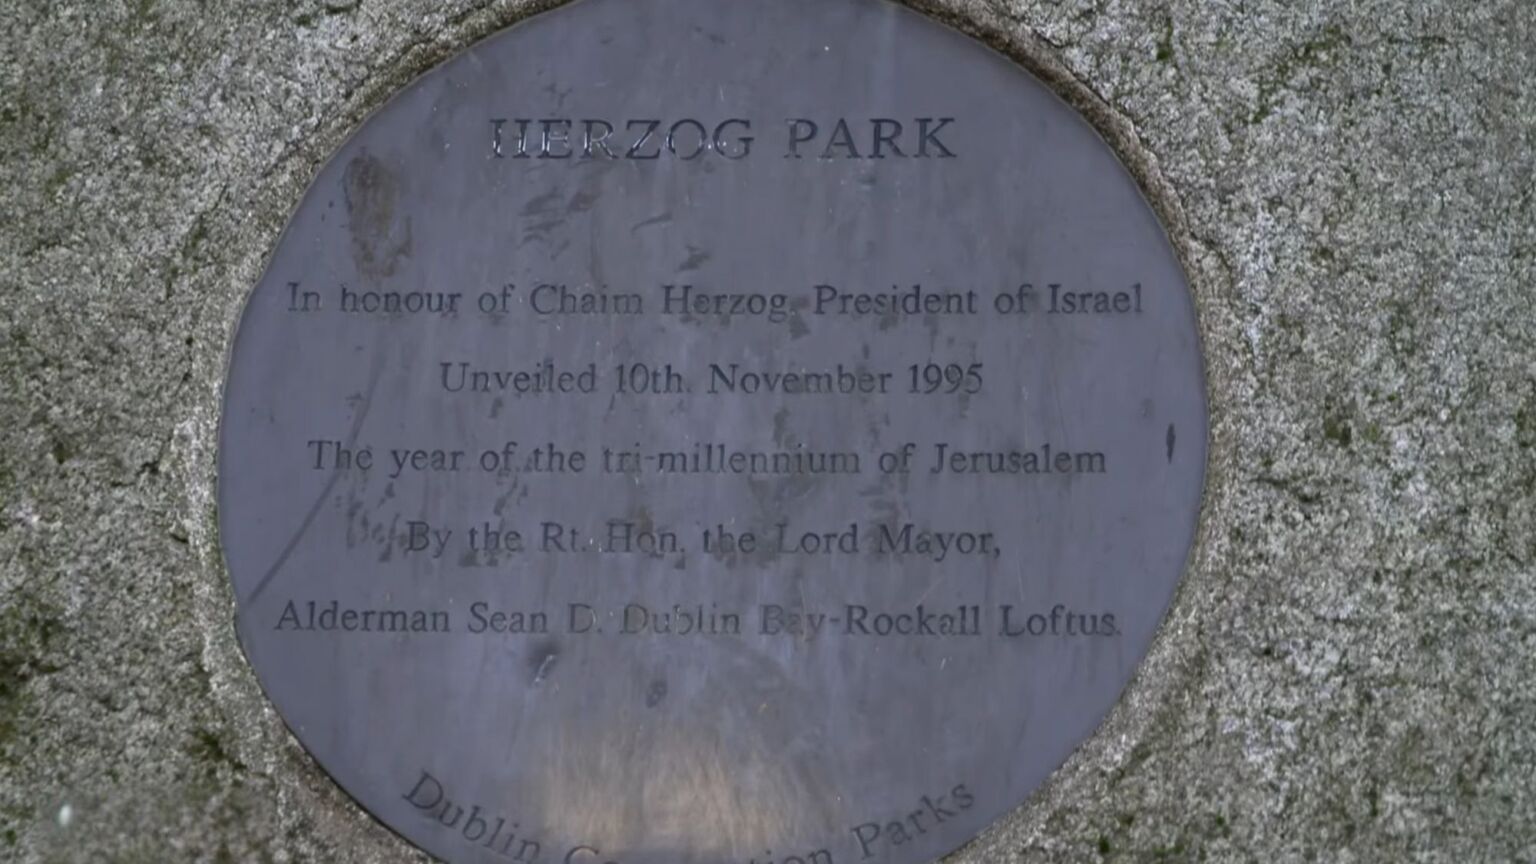 HERZOG PARK
In honour of Chaim Herzog, President of Israel
Unveiled 10th. November 1995
The year of the tri-millennium of Jerusalem
By the Rt. Hon. the Lord Mayor,
Alderman Sean D. Dublin Bay-Rockall Loftus.
Dublin Parks